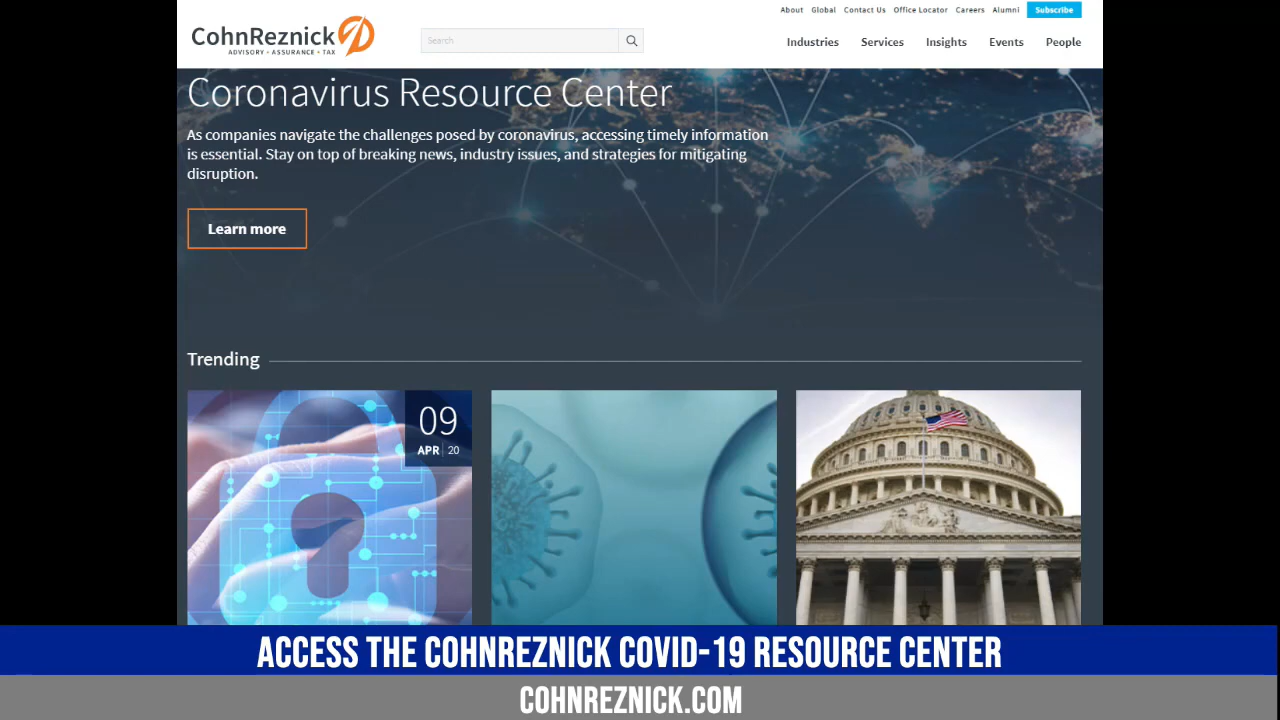 About Global Contact Us Office Locator Careers Alumni Subscribe
CohnReznick
ADVISORY • ASSURANCE • TAX
Search
Industries Services Insights Events People
Coronavirus Resource Center
As companies navigate the challenges posed by coronavirus, accessing timely information
is essential. Stay on top of breaking news, industry issues, and strategies for mitigating
disruption.
Learn more
Trending
09
APR 20
ACCESS THE COHNREZNICK COVID-19 RESOURCE CENTER
COHNREZNICK.COM